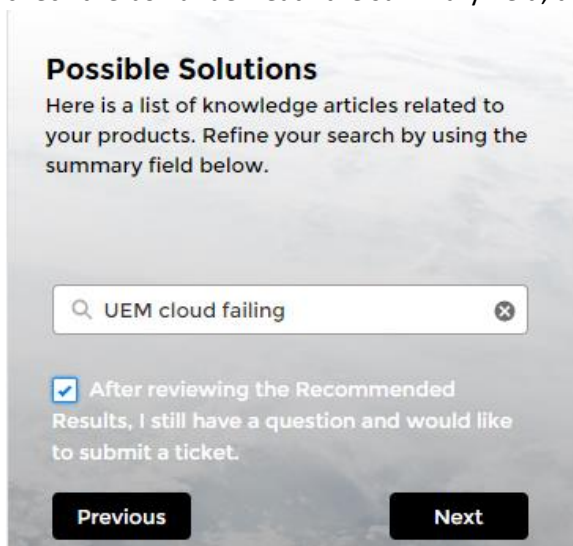 Possible Solutions
Here is a list of knowledge articles related to
your products. Refine your search by using the
summary field below.
UEM cloud failing
After reviewing the Recommended
Results, I still have a question and would like
to submit a ticket.
Previous Next